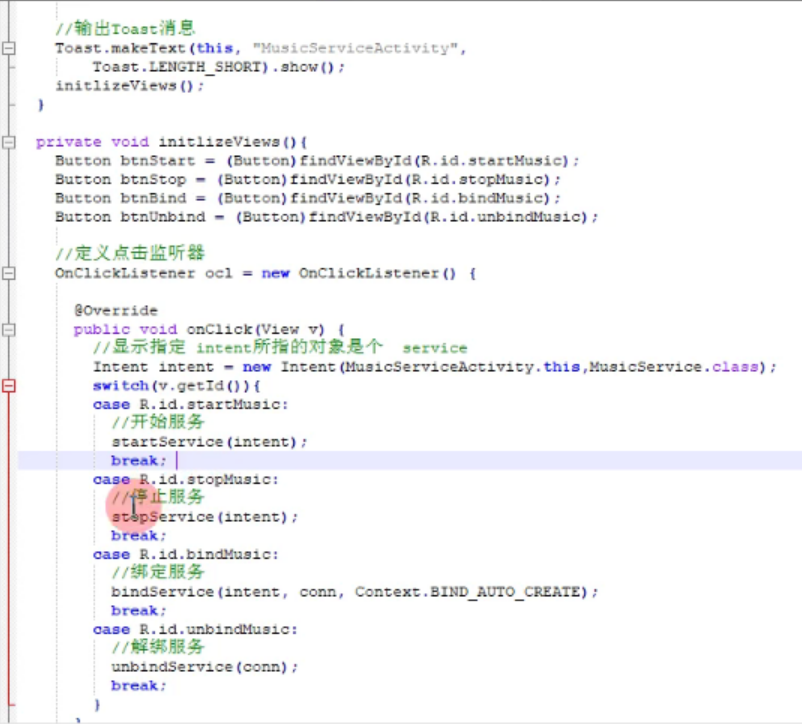 //输出Toast消息
Toast.makeText(this, "MusicServiceActivity",
Toast.LENGTH_SHORT).show();
initlizeViews();
}
private void initlizeViews(){
Button btnStart = (Button)findViewById(R.id.startMusic);
Button btnStop = (Button)findViewById(R.id.stopMusic);
Button btnBind = (Button)findViewById(R.id.bindMusic);
Button btnUnbind = (Button)findViewById(R.id.unbindMusic);
//定义点击监听器
OnClickListener ocl = new OnClickListener() {
@Override
public void onClick(View v) {
//显示指定 intent所指的对象是个 service
Intent intent = new Intent(MusicServiceActivity.this,MusicService.class);
switch(v.getId()){
case R.id.startMusic:
//开始服务
startService(intent);
break;
case R.id.stopMusic:
//停止服务
stopService(intent);
break;
case R.id.bindMusic:
//绑定服务
bindService(intent, conn, Context.BIND_AUTO_CREATE);
break;
case R.id.unbindMusic:
//解绑服务
unbindService(conn);
break;
}